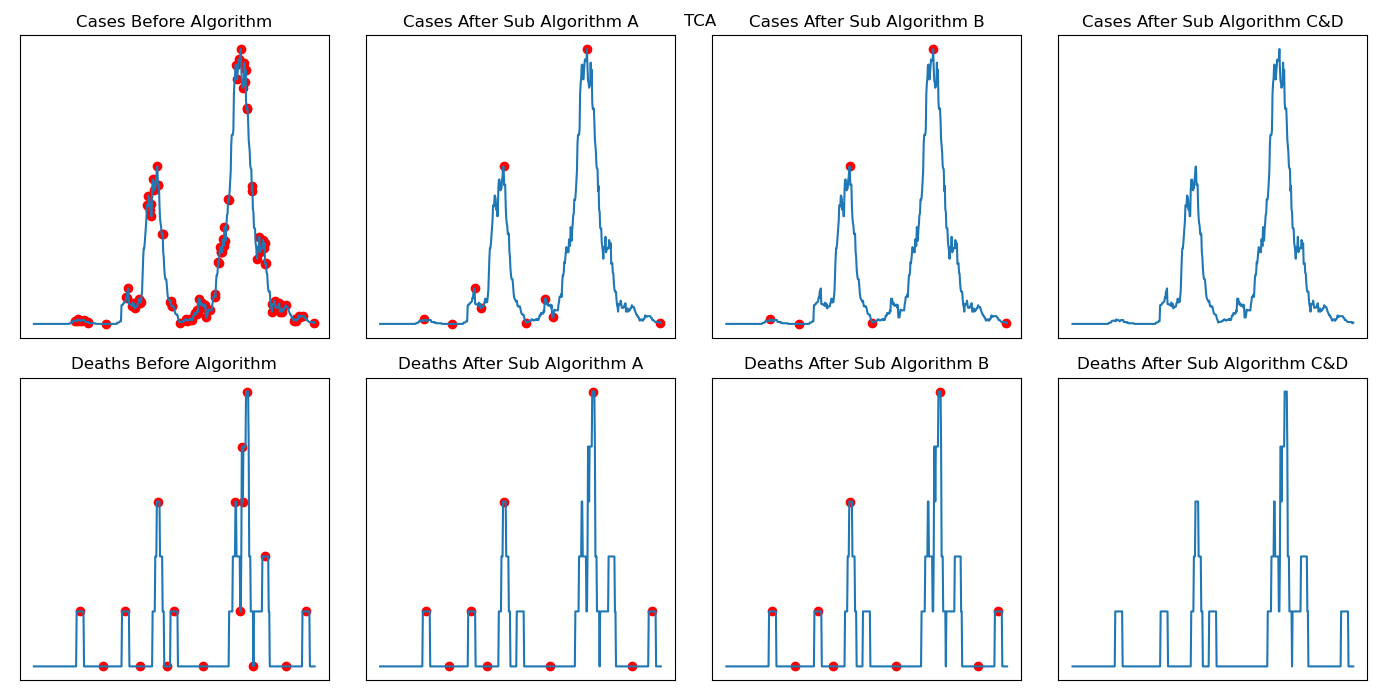 TCA
Cases Before Algorithm
Cases After Sub Algorithm A
Cases After Sub Algorithm B
Cases After Sub Algorithm C&D
Deaths Before Algorithm
Deaths After Sub Algorithm A
Deaths After Sub Algorithm B
Deaths After Sub Algorithm C&D